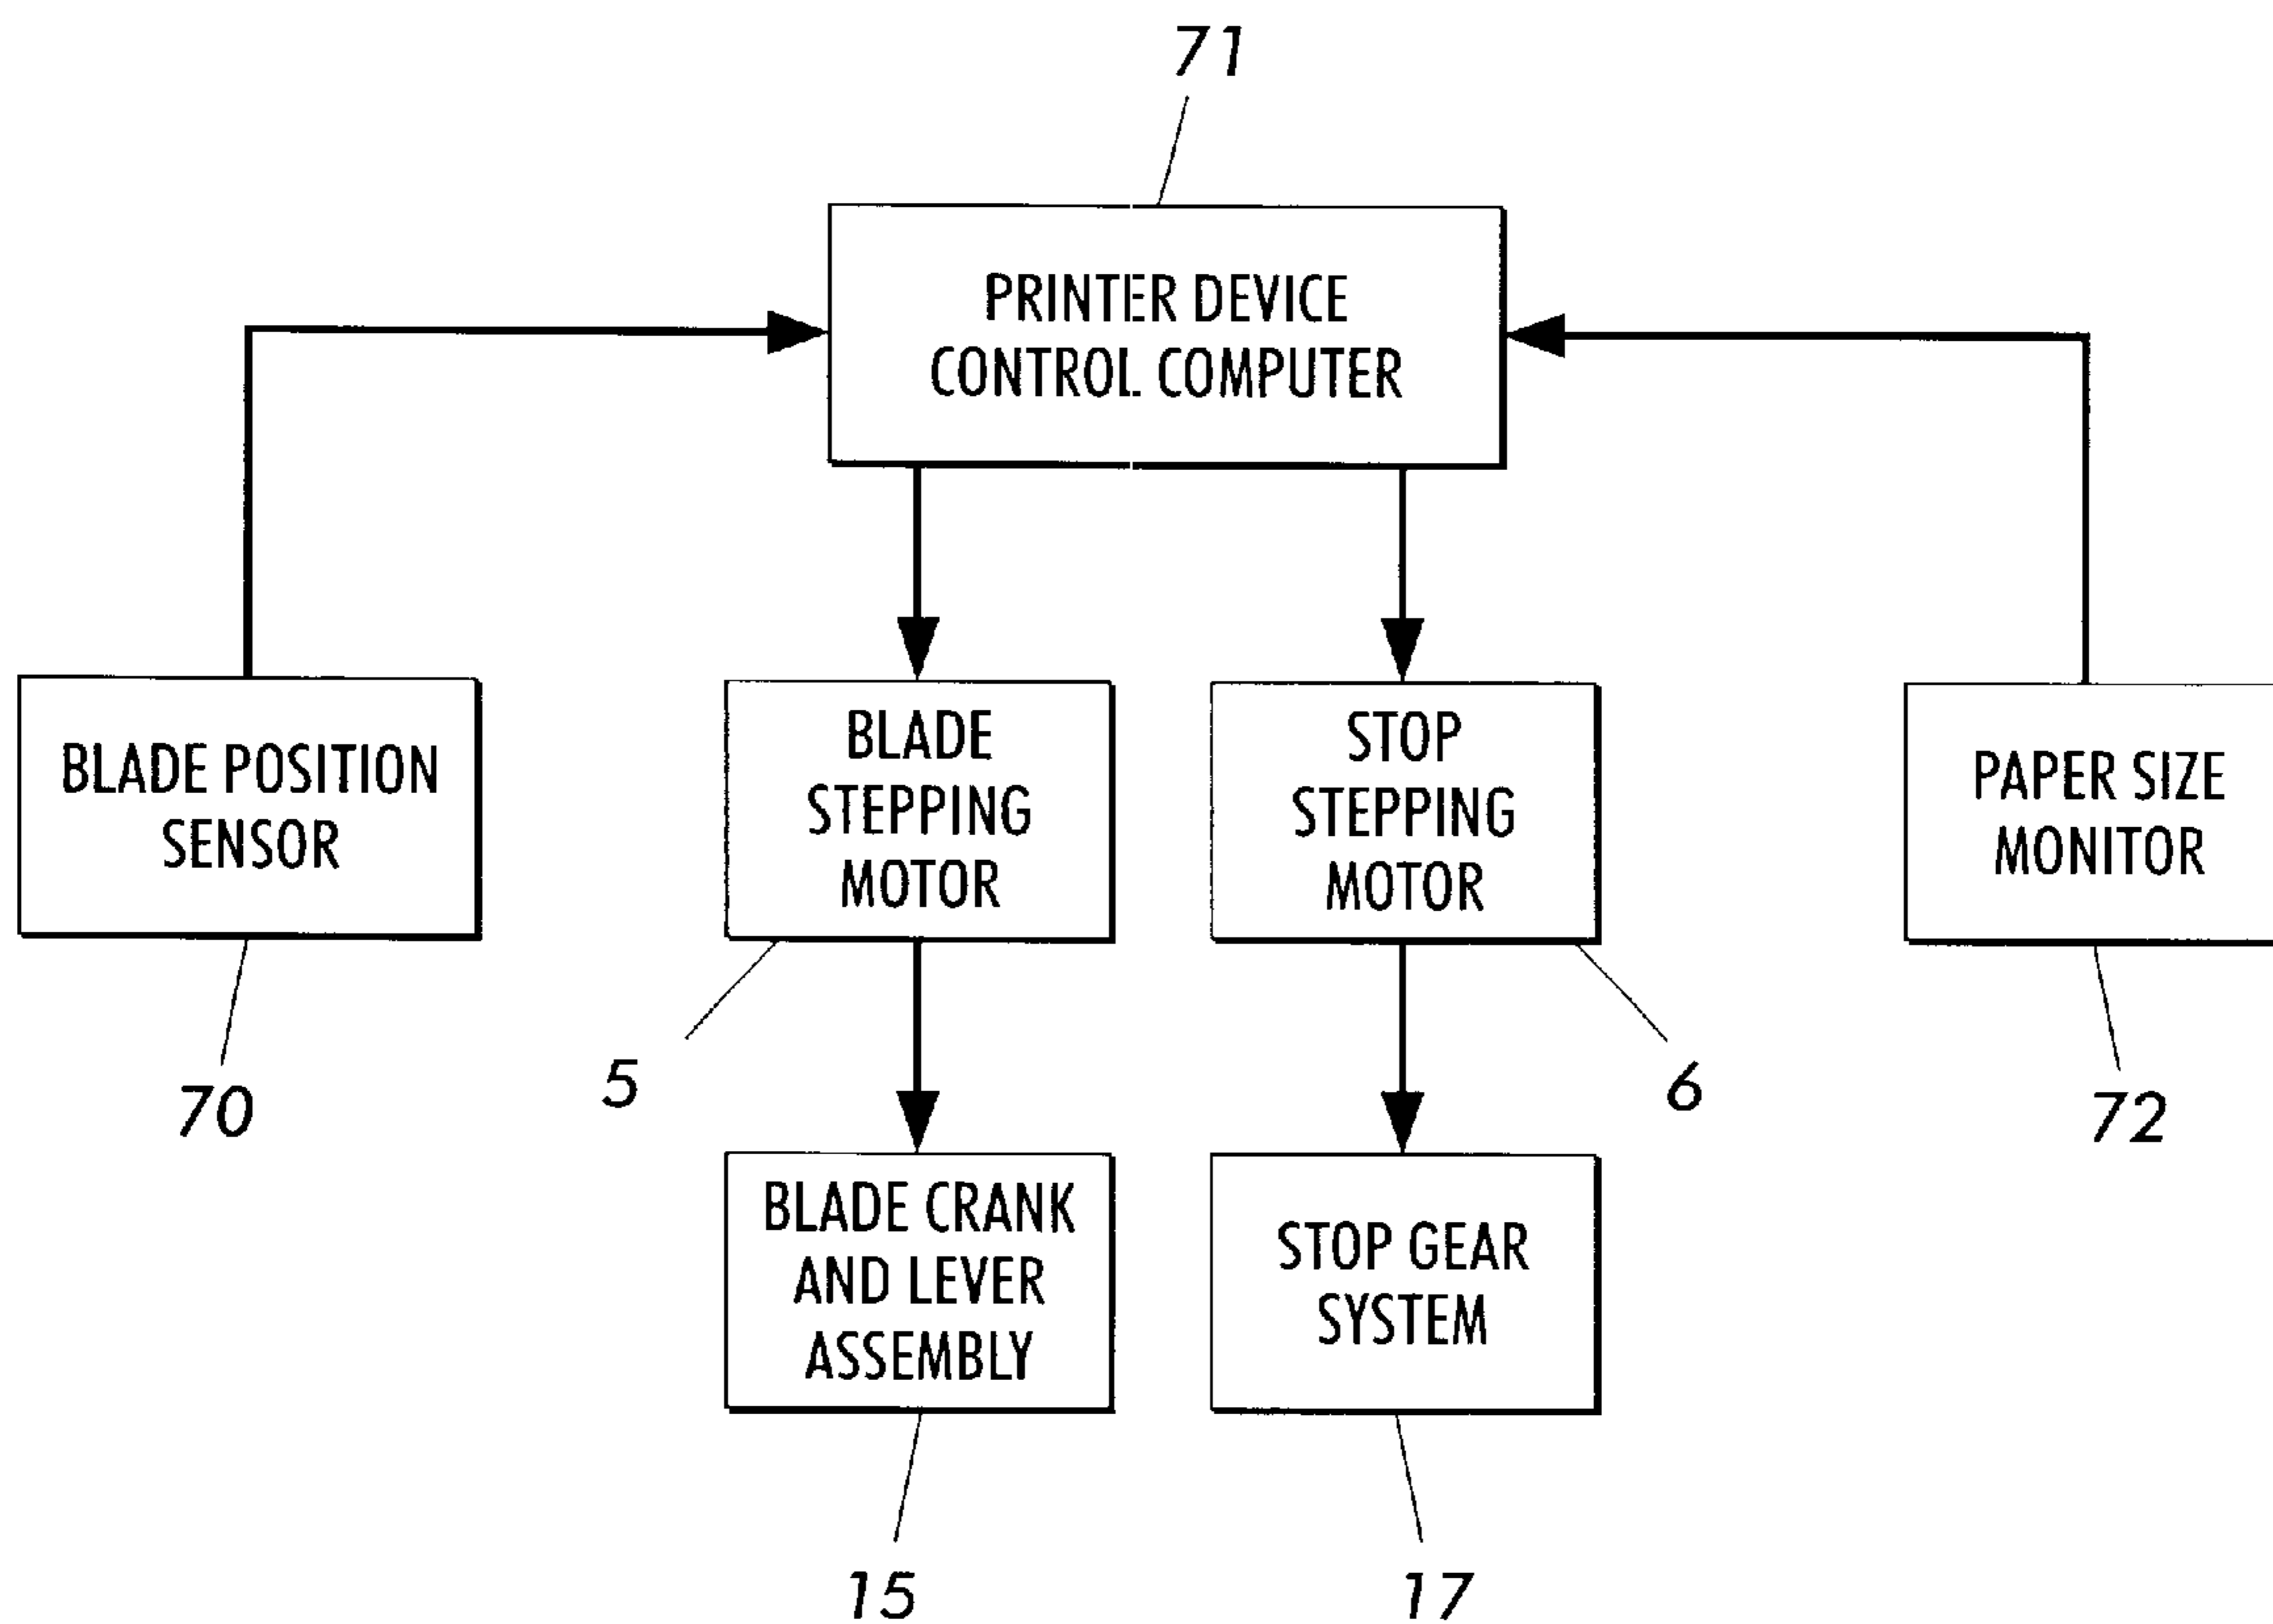 71
PRINTER DEVICE
CONTROL COMPUTER
BLADE POSITION
SENSOR
BLADE
STEPPING
MOTOR
STOP
STEPPING
MOTOR
PAPER SIZE
MONITOR
70
5
6
72
BLADE CRANK
AND LEVER
ASSEMBLY
STOP GEAR
SYSTEM
15
17